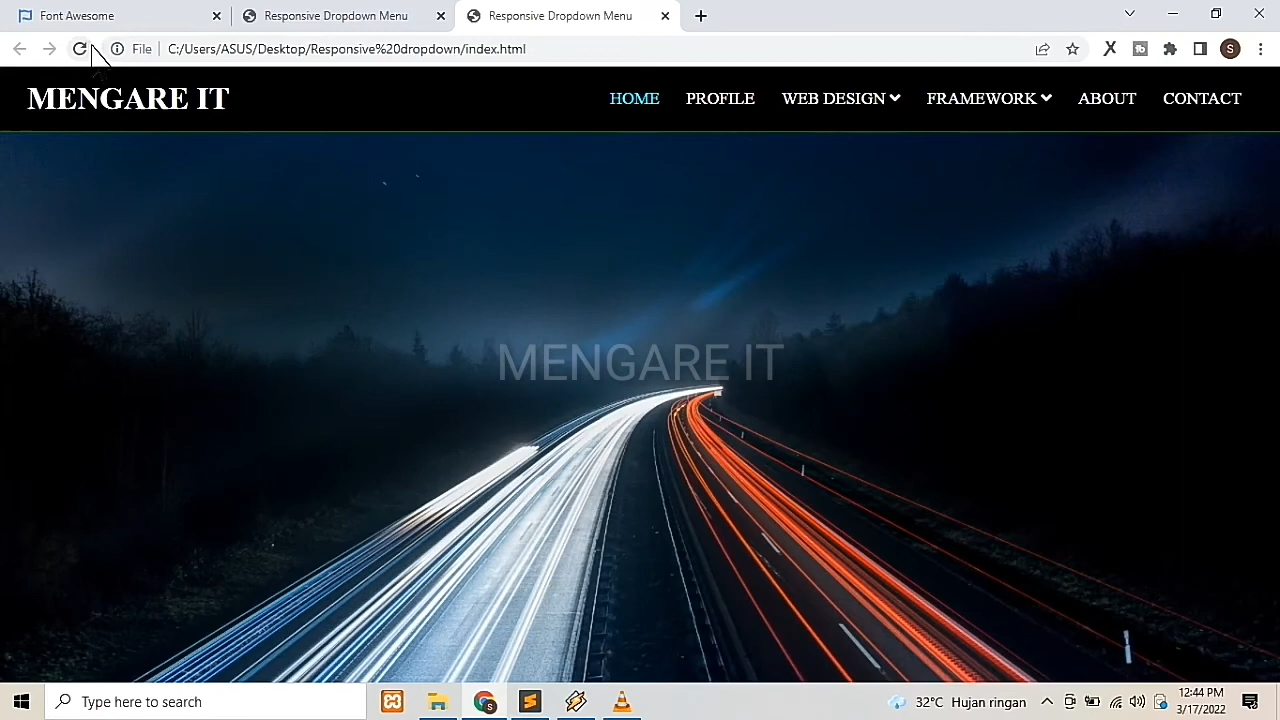 Font Awesome
Responsive Dropdown Menu
Responsive Dropdown Menu
File
C:/Users/ASUS/Desktop/Responsive%20dropdown/index.html
X
S
MENGARE IT
HOME
PROFILE
WEB DESIGN
FRAMEWORK
ABOUT
CONTACT
MENGARE IT
Type here to search
32°C Hujan ringan
12:44 PM
3/17/2022